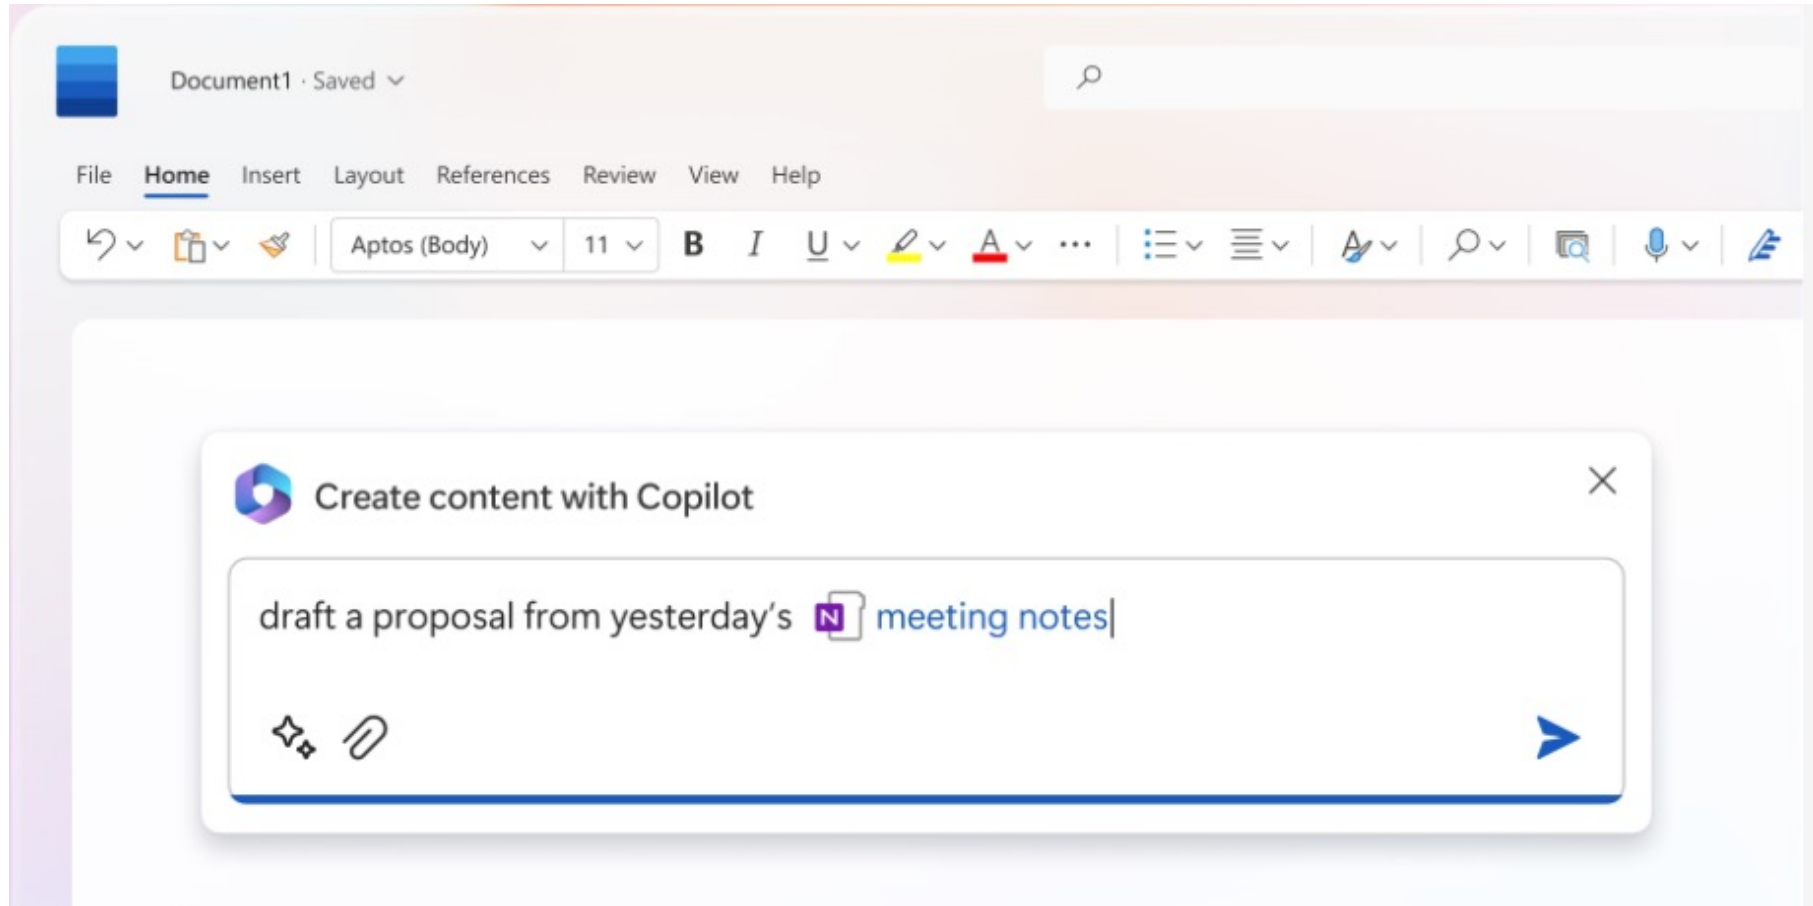 Document1 · Saved
File Home Insert Layout References Review View Help
Aptos (Body) 11 B I U A
Create content with Copilot
draft a proposal from yesterday's N meeting notes